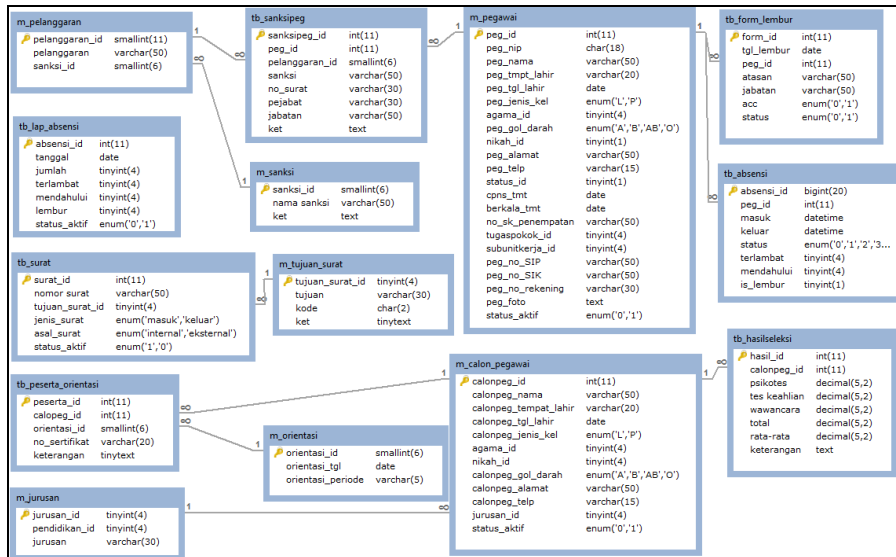 m_pelanggaran
pelanggaran_id smallint(11)
pelanggaran varchar(50)
sanksi_id smallint(6)
1
∞
∞
tb_sanksipeg
sanksipeg_id int(11)
peg_id int(11)
pelanggaran_id smallint(6)
sanksi varchar(50)
no_surat varchar(30)
pejabat varchar(30)
jabatan varchar(50)
ket text
∞
1
m_pegawai
peg_id int(11)
peg_nip char(18)
peg_nama varchar(50)
peg_tmpt_lahir varchar(20)
peg_tgl_lahir date
peg_jenis_kel enum('L','P')
agama_id tinyint(4)
peg_gol_darah enum('A','B','AB','O')
nikah_id tinyint(1)
peg_alamat varchar(50)
peg_telp varchar(15)
status_id tinyint(1)
cpns_tmt date
berkala_tmt date
no_sk_penempatan varchar(50)
tugaspokok_id tinyint(4)
subunitkerja_id tinyint(4)
peg_no_SIP varchar(50)
peg_no_SIK varchar(50)
peg_no_rekening varchar(30)
peg_foto text
status_aktif enum('0','1')
1
∞
1
∞
tb_form_lembur
form_id int(11)
tgl_lembur date
peg_id int(11)
atasan varchar(50)
jabatan varchar(50)
acc enum('0','1')
status enum('0','1')
tb_lap_absensi
absensi_id int(11)
tanggal date
jumlah tinyint(4)
terlambat tinyint(4)
mendahului tinyint(4)
lembur tinyint(4)
status_aktif enum('0','1')
1
m_sanksi
sanksi_id smallint(6)
nama sanksi varchar(50)
ket text
tb_absensi
absensi_id bigint(20)
peg_id int(11)
masuk datetime
keluar datetime
status enum('0','1','2','3...
terlambat tinyint(4)
mendahului tinyint(4)
is_lembur tinyint(1)
tb_surat
surat_id int(11)
nomor surat varchar(50)
tujuan_surat_id tinyint(4)
jenis_surat enum('masuk','keluar')
asal_surat enum('internal','eksternal')
status_aktif enum('1','0')
1
∞
m_tujuan_surat
tujuan_surat_id tinyint(4)
tujuan varchar(30)
kode char(2)
ket tinytext
tb_hasilseleksi
hasil_id int(11)
calonpeg_id int(11)
psikotes decimal(5,2)
tes keahlian decimal(5,2)
wawancara decimal(5,2)
total decimal(5,2)
rata-rata decimal(5,2)
keterangan text
∞
1
m_calon_pegawai
calonpeg_id int(11)
calonpeg_nama varchar(50)
calonpeg_tempat_lahir varchar(20)
calonpeg_tgl_lahir date
calonpeg_jenis_kel enum('L','P')
agama_id tinyint(4)
nikah_id tinyint(4)
calonpeg_gol_darah enum('A','B','AB','O')
calonpeg_alamat varchar(50)
calonpeg_telp varchar(15)
jurusan_id tinyint(4)
status_aktif enum('0','1')
1
∞
tb_peserta_orientasi
peserta_id int(11)
calopeg_id int(11)
orientasi_id smallint(6)
no_sertifikat varchar(20)
keterangan tinytext
∞
∞
1
m_orientasi
orientasi_id smallint(6)
orientasi_tgl date
orientasi_periode varchar(5)
m_jurusan
jurusan_id tinyint(4)
pendidikan_id tinyint(4)
jurusan varchar(30)
1